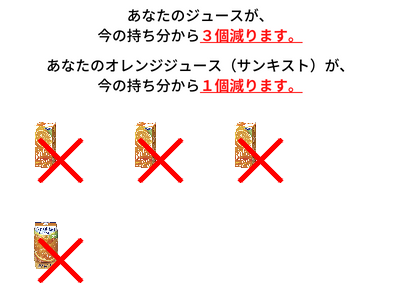 あなたのジュースが、
今の持ち分から３個減ります。
あなたのオレンジジュース（サンキスト）が、
今の持ち分から１個減ります。